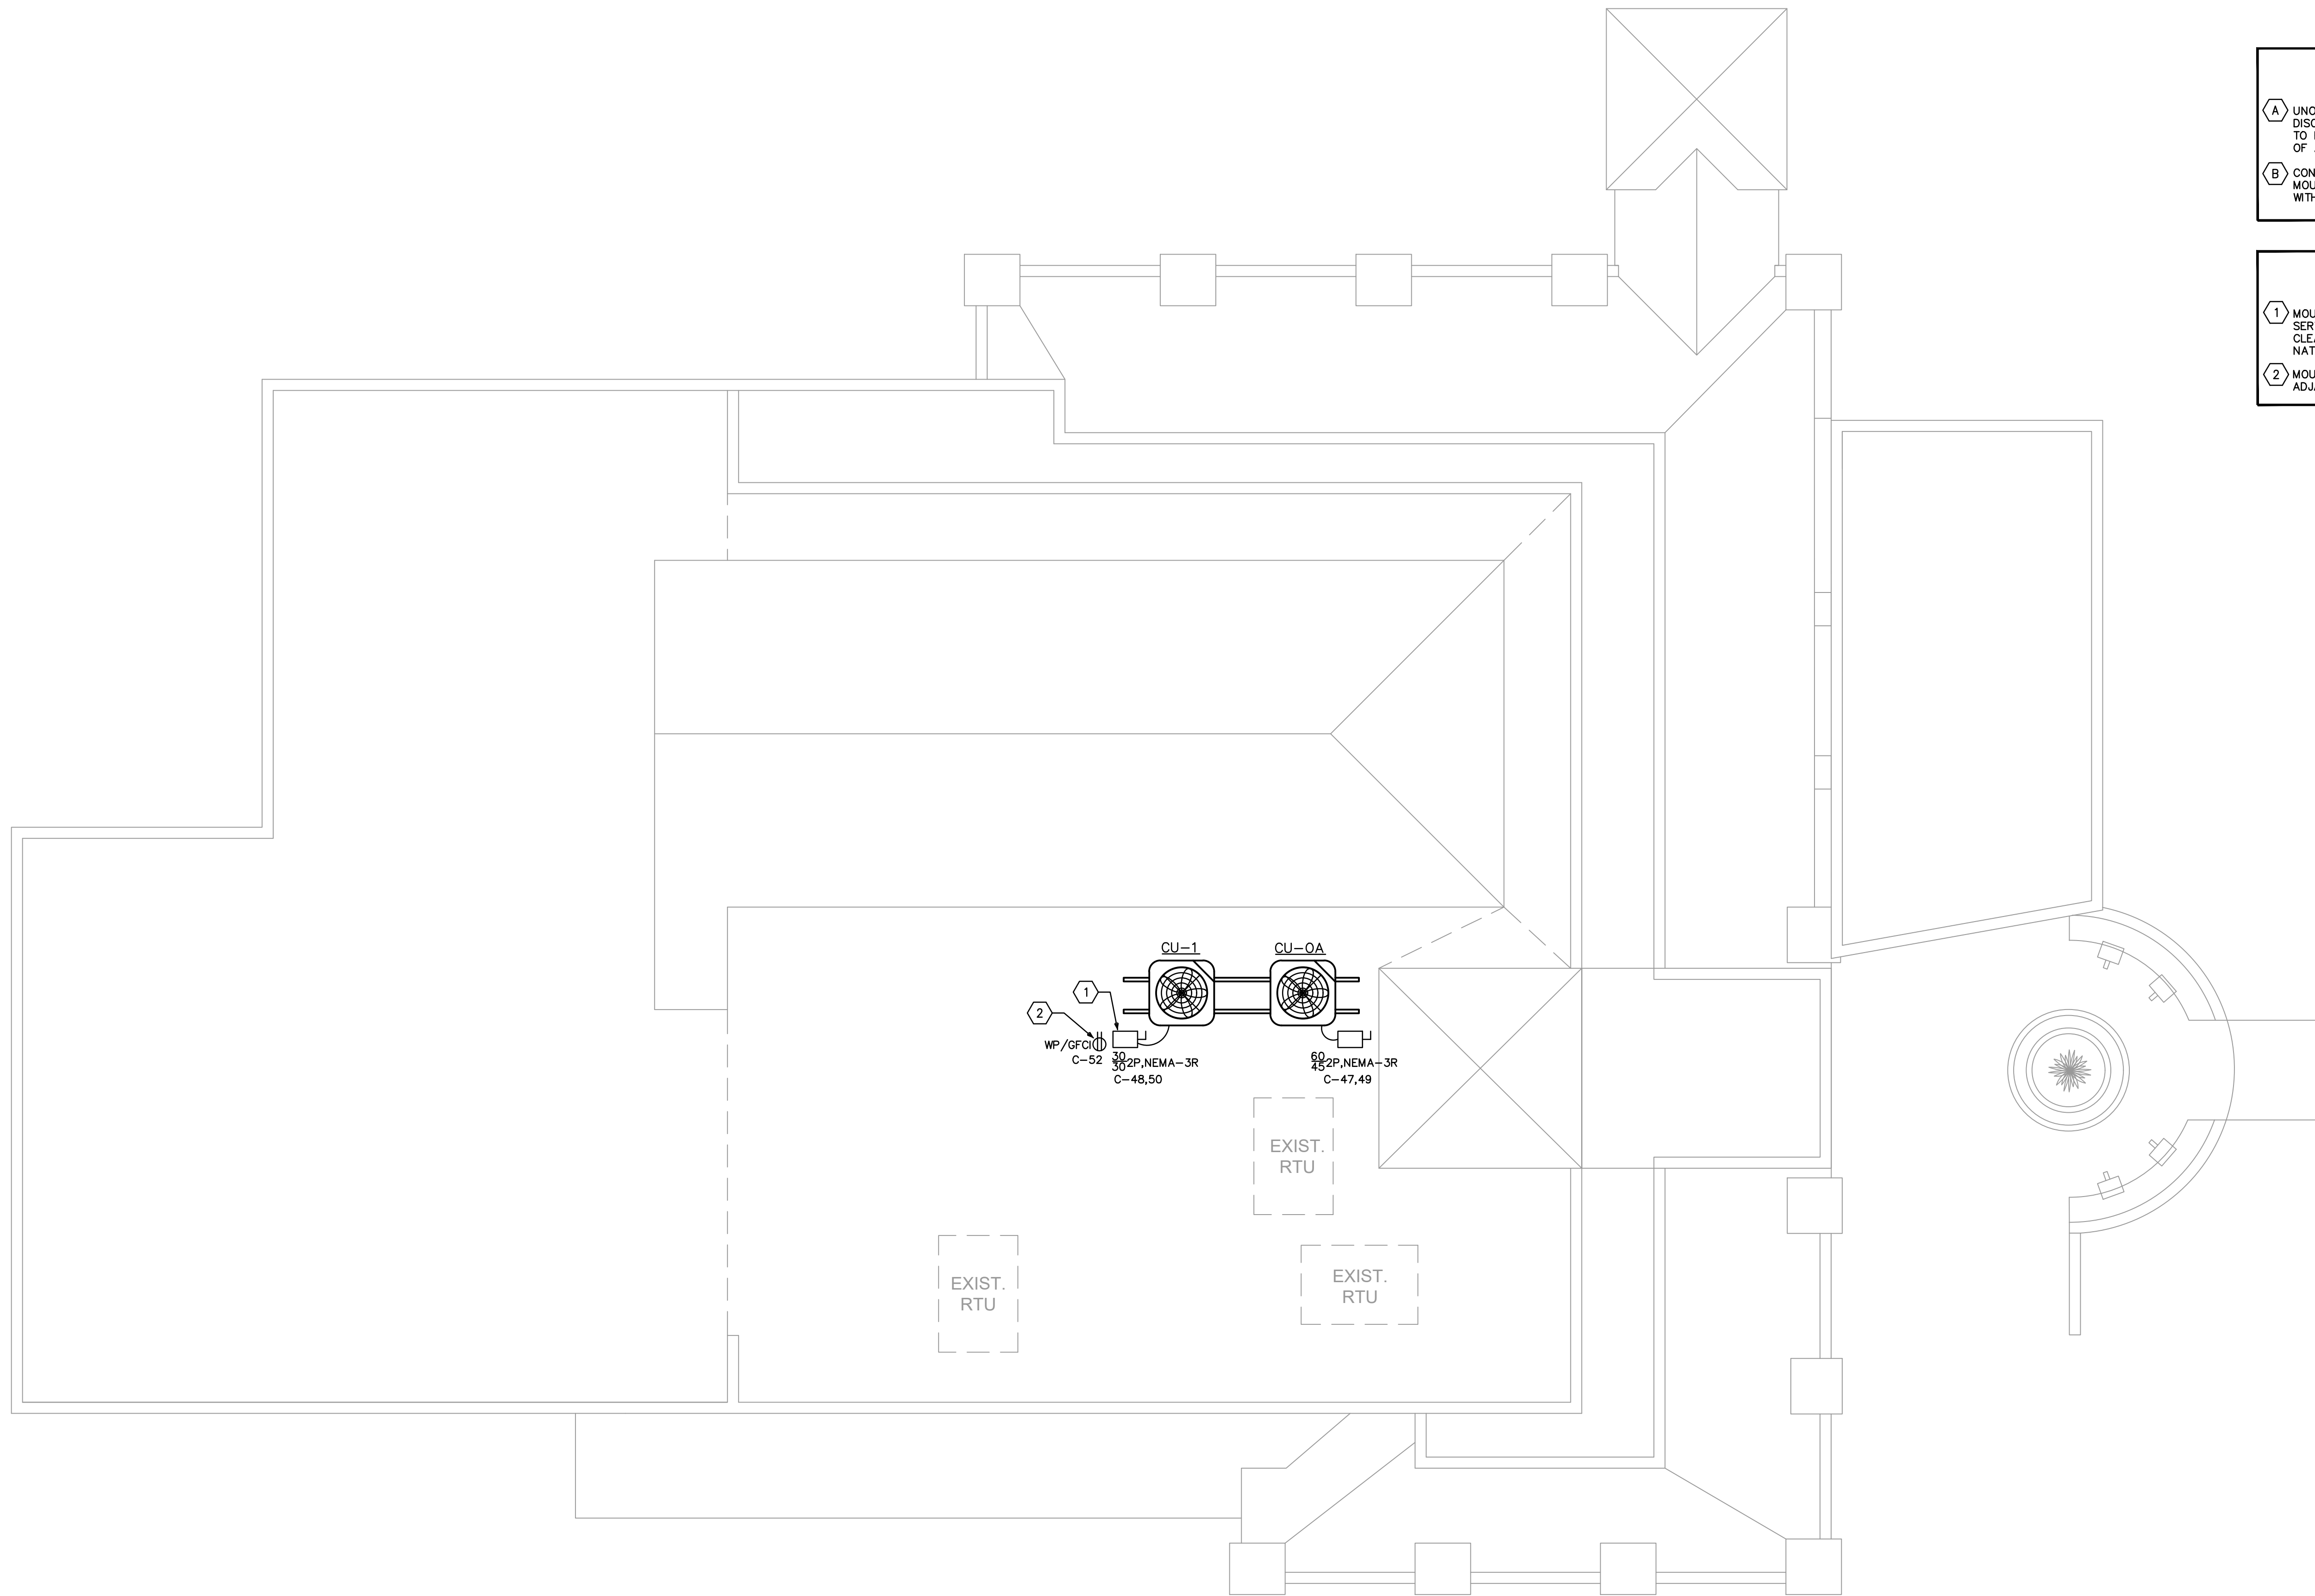 A UNO
DISC
TO
OF
B CON
MOU
WITH
1 MOU
SER
CLEA
NAT
2 MOU
ADJA
CU-1
CU-OA
1
2
WP/GFCI
C-52
30
30
2P,NEMA-3R
C-48,50
60
45
2P,NEMA-3R
C-47,49
EXIST.
RTU
EXIST.
RTU
EXIST.
RTU